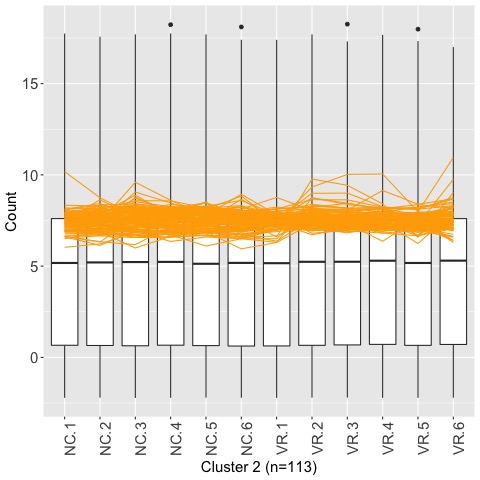 Count
15
10
5
0
NC.1
NC.2
NC.3
NC.4
NC.5
NC.6
VR.1
VR.2
VR.3
VR.4
VR.5
VR.6
Cluster 2 (n=113)